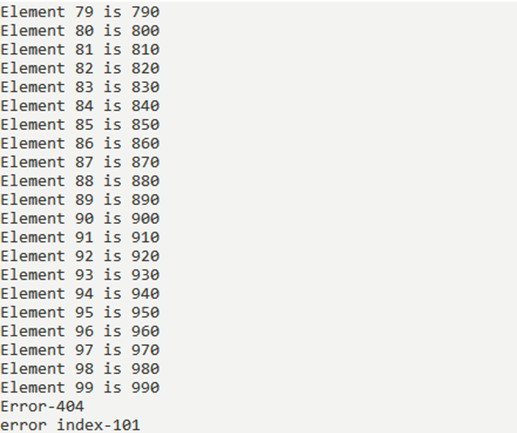 Element 79 is 790
Element 80 is 800
Element 81 is 810
Element 82 is 820
Element 83 is 830
Element 84 is 840
Element 85 is 850
Element 86 is 860
Element 87 is 870
Element 88 is 880
Element 89 is 890
Element 90 is 900
Element 91 is 910
Element 92 is 920
Element 93 is 930
Element 94 is 940
Element 95 is 950
Element 96 is 960
Element 97 is 970
Element 98 is 980
Element 99 is 990
Error-404
error index-101